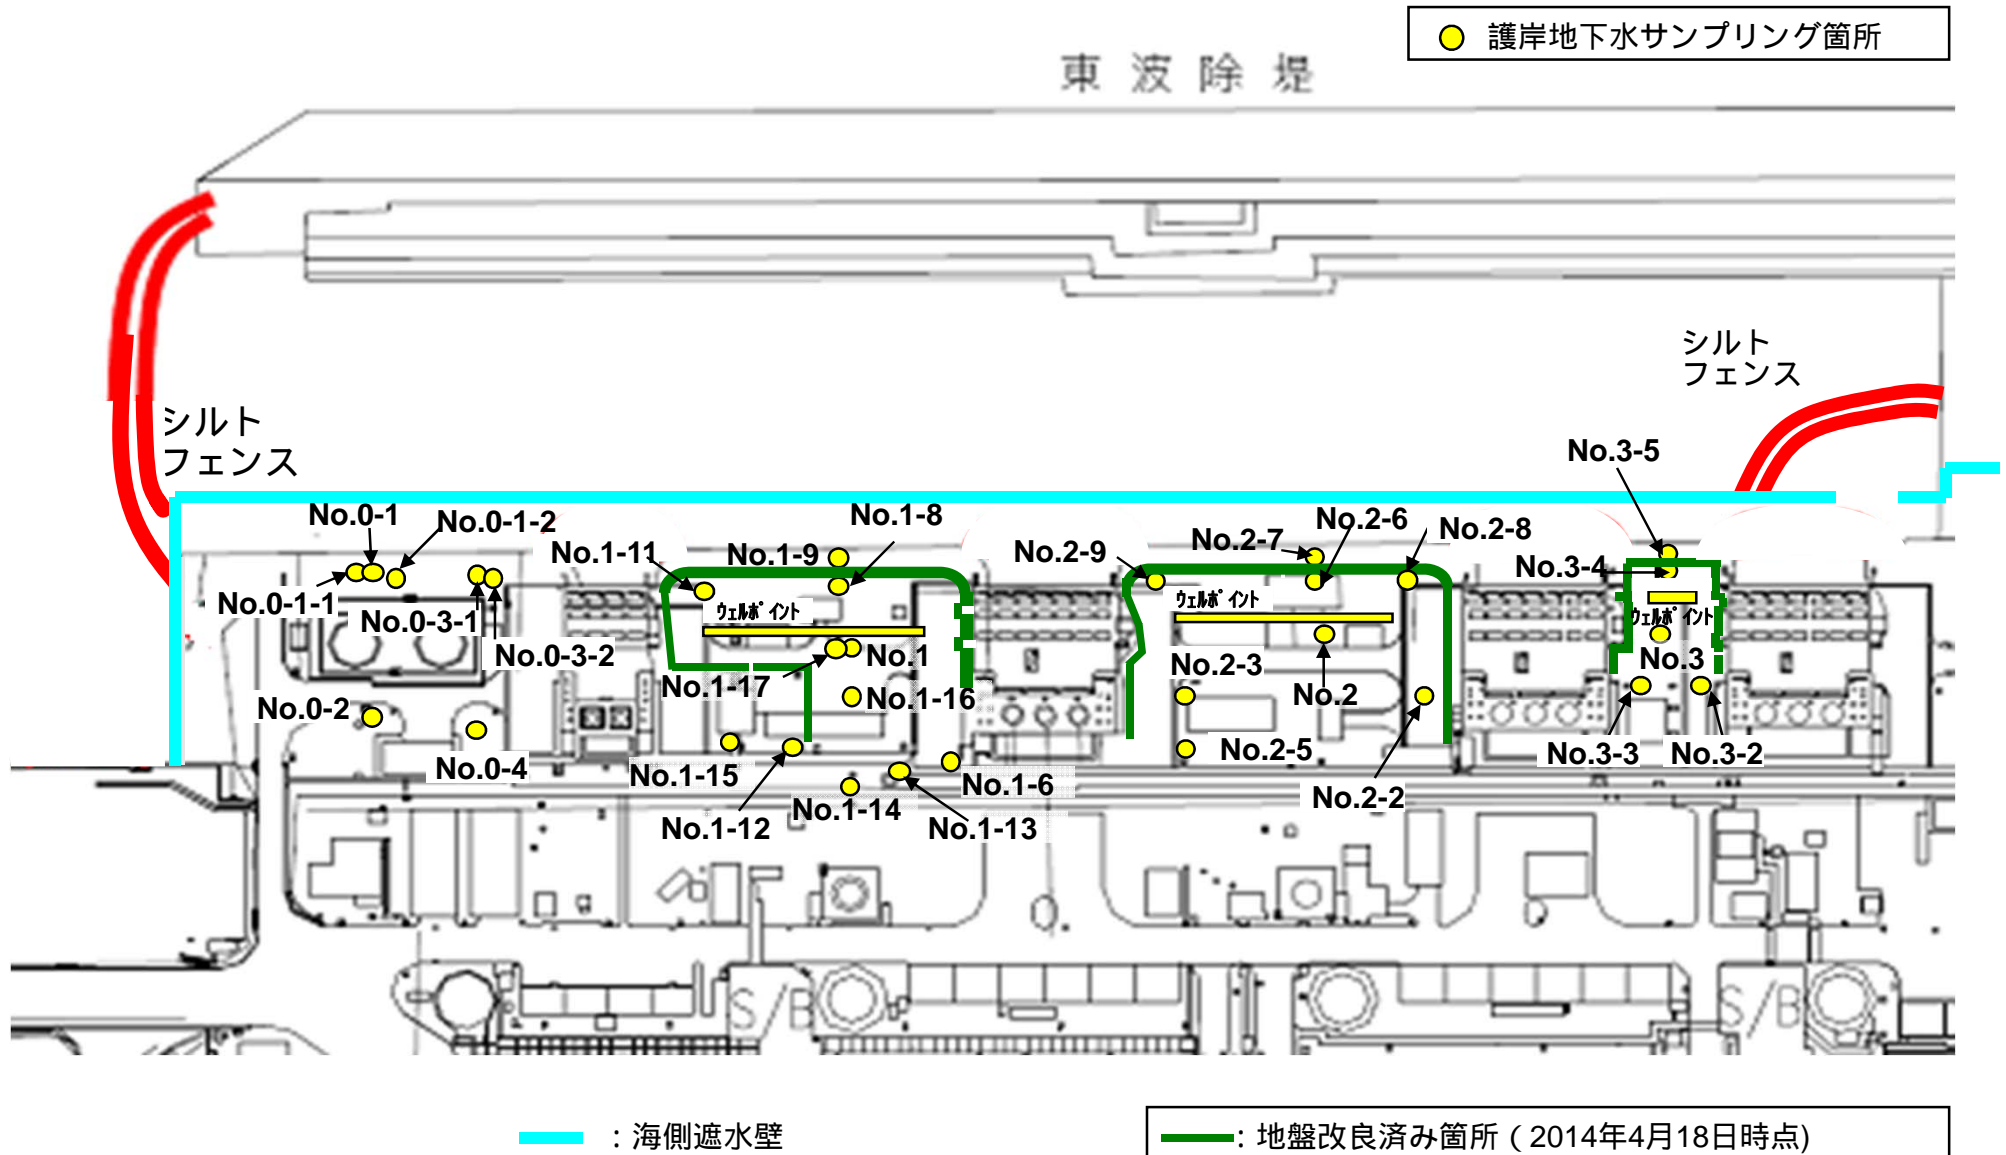 護岸地下水サンプリング箇所
東波除堤
シルト
フェンス
シルト
フェンス
No.3-5
No.0-1
No.0-1-2
No.1-8
No.2-6
No.2-8
No.1-11
No.1-9
No.2-9
No.2-7
No.3-4
No.0-1-1
No.0-3-1
ｳｪﾙﾎﾟｲﾝﾄ
ｳｪﾙﾎﾟｲﾝﾄ
ｳｪﾙﾎﾟｲﾝﾄ
No.0-3-2
No.1
No.3
No.1-17
No.1-16
No.2-3
No.2
No.0-2
No.0-4
No.1-15
No.1-6
No.2-5
No.3-3
No.3-2
No.1-14
No.2-2
No.1-12
No.1-13
S/B
S/B
：海側遮水壁
：地盤改良済み箇所（2014年4月18日時点)